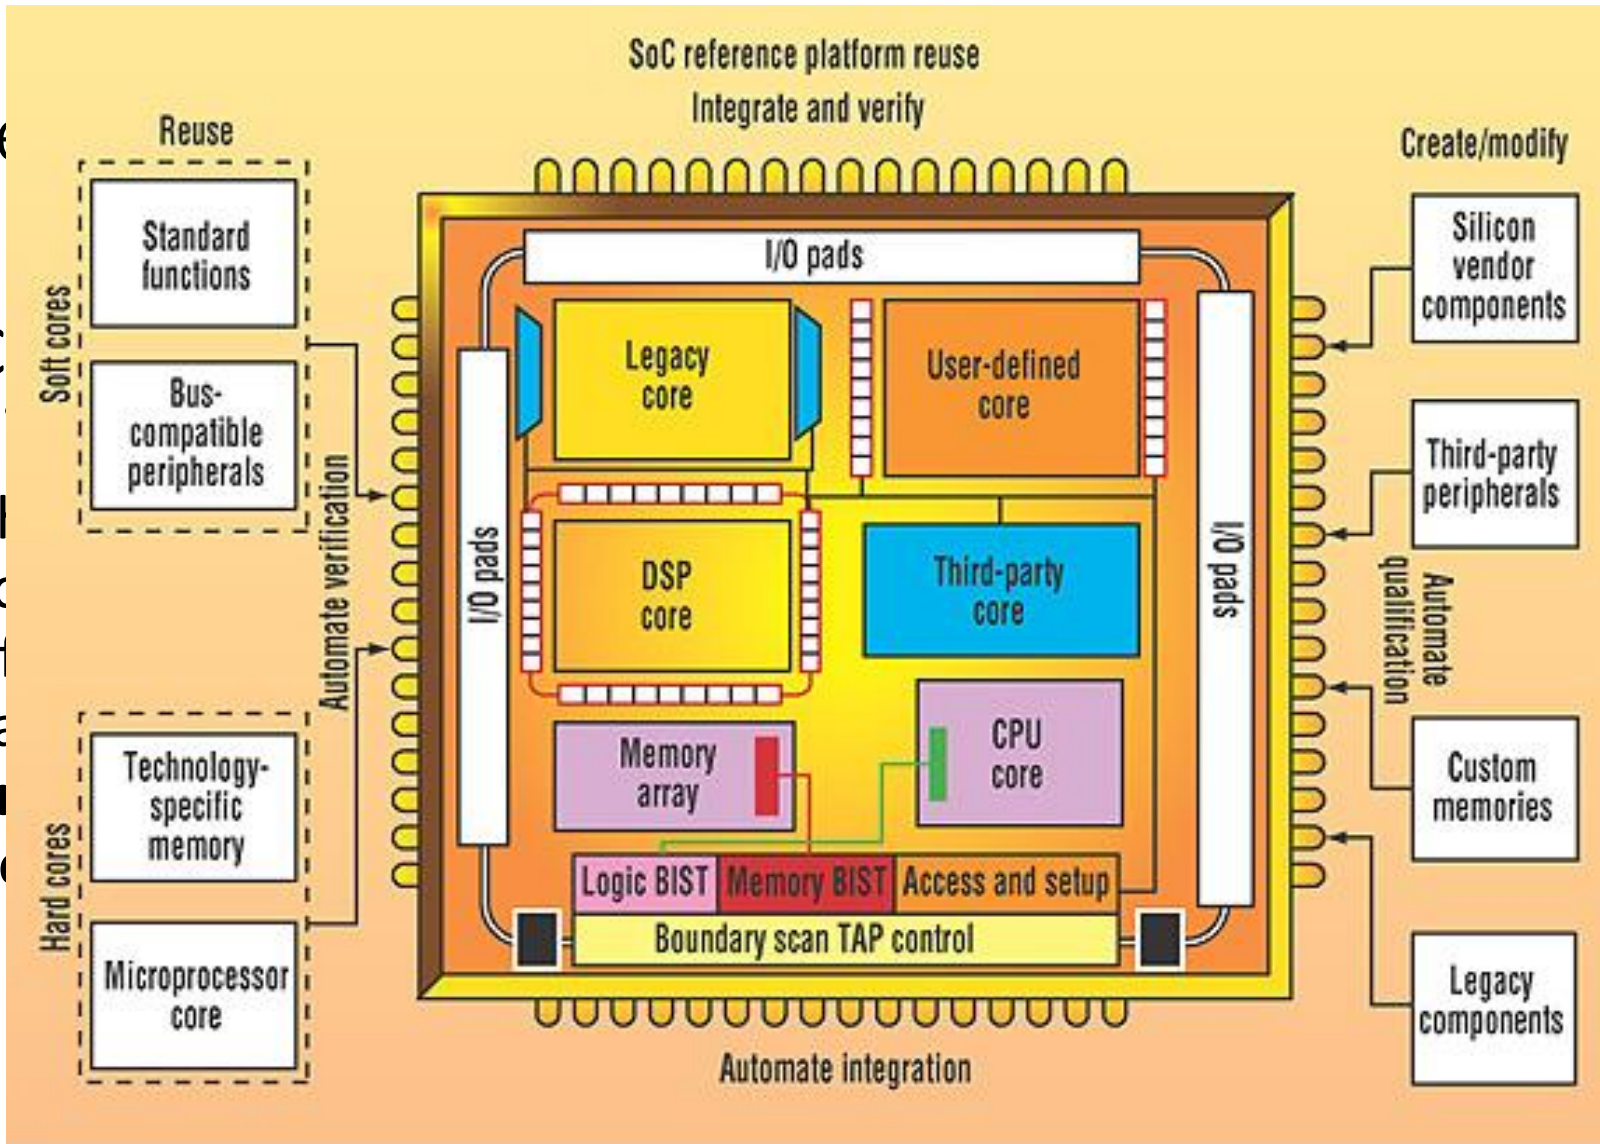 SoC reference platform reuse
Integrate and verify
Reuse
Create/modify
Soft cores
Standard
functions
Bus-
compatible
peripherals
Automate verification
Hard cores
Technology-
specific
memory
Microprocessor
core
I/O pads
I/O pads
I/O pads
Legacy
core
User-defined
core
DSP
core
Third-party
core
Memory
array
CPU
core
Logic BIST
Memory BIST
Access and setup
Boundary scan TAP control
Silicon
vendor
components
Third-party
peripherals
Automate
qualification
Custom
memories
Legacy
components
Automate integration